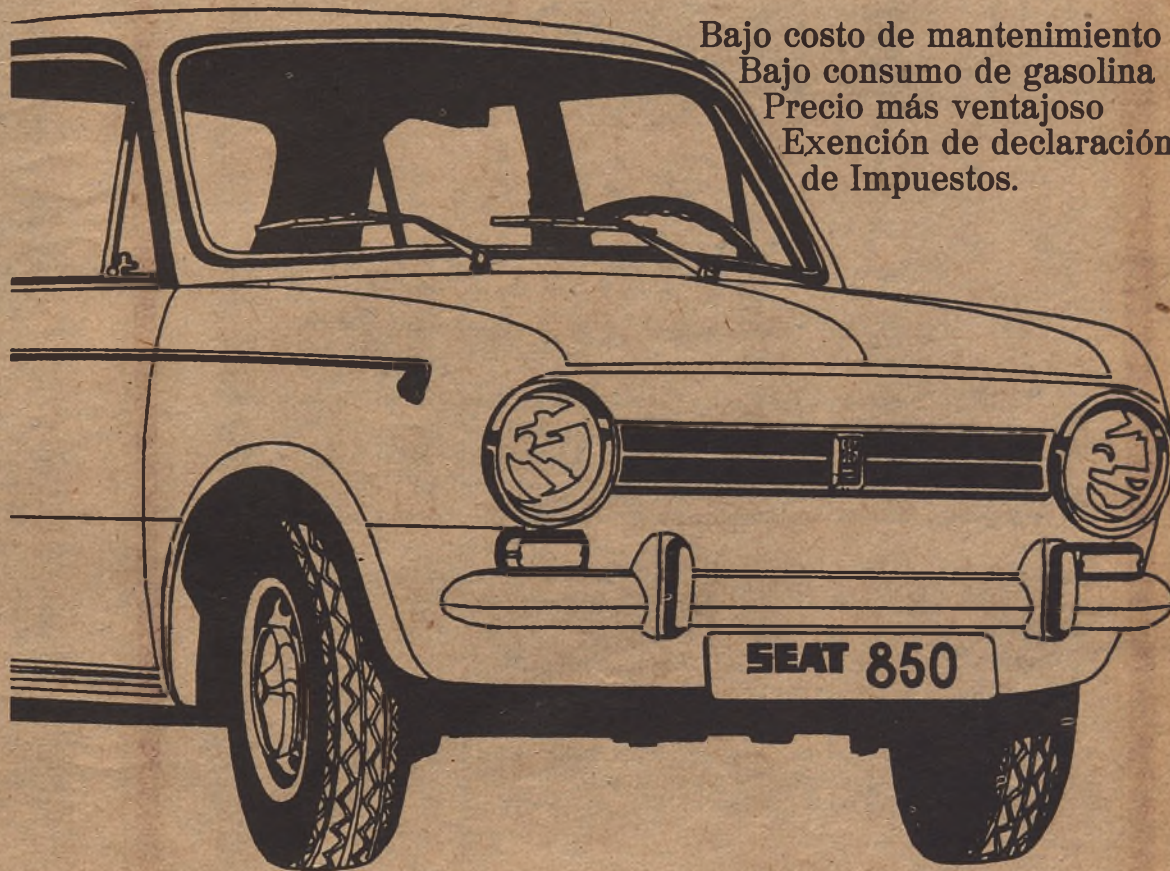 Bajo costo de mantenimiento
Bajo consumo de gasolina
Precio más ventajoso
Exención de declaración
de Impuestos.
SEAT 850